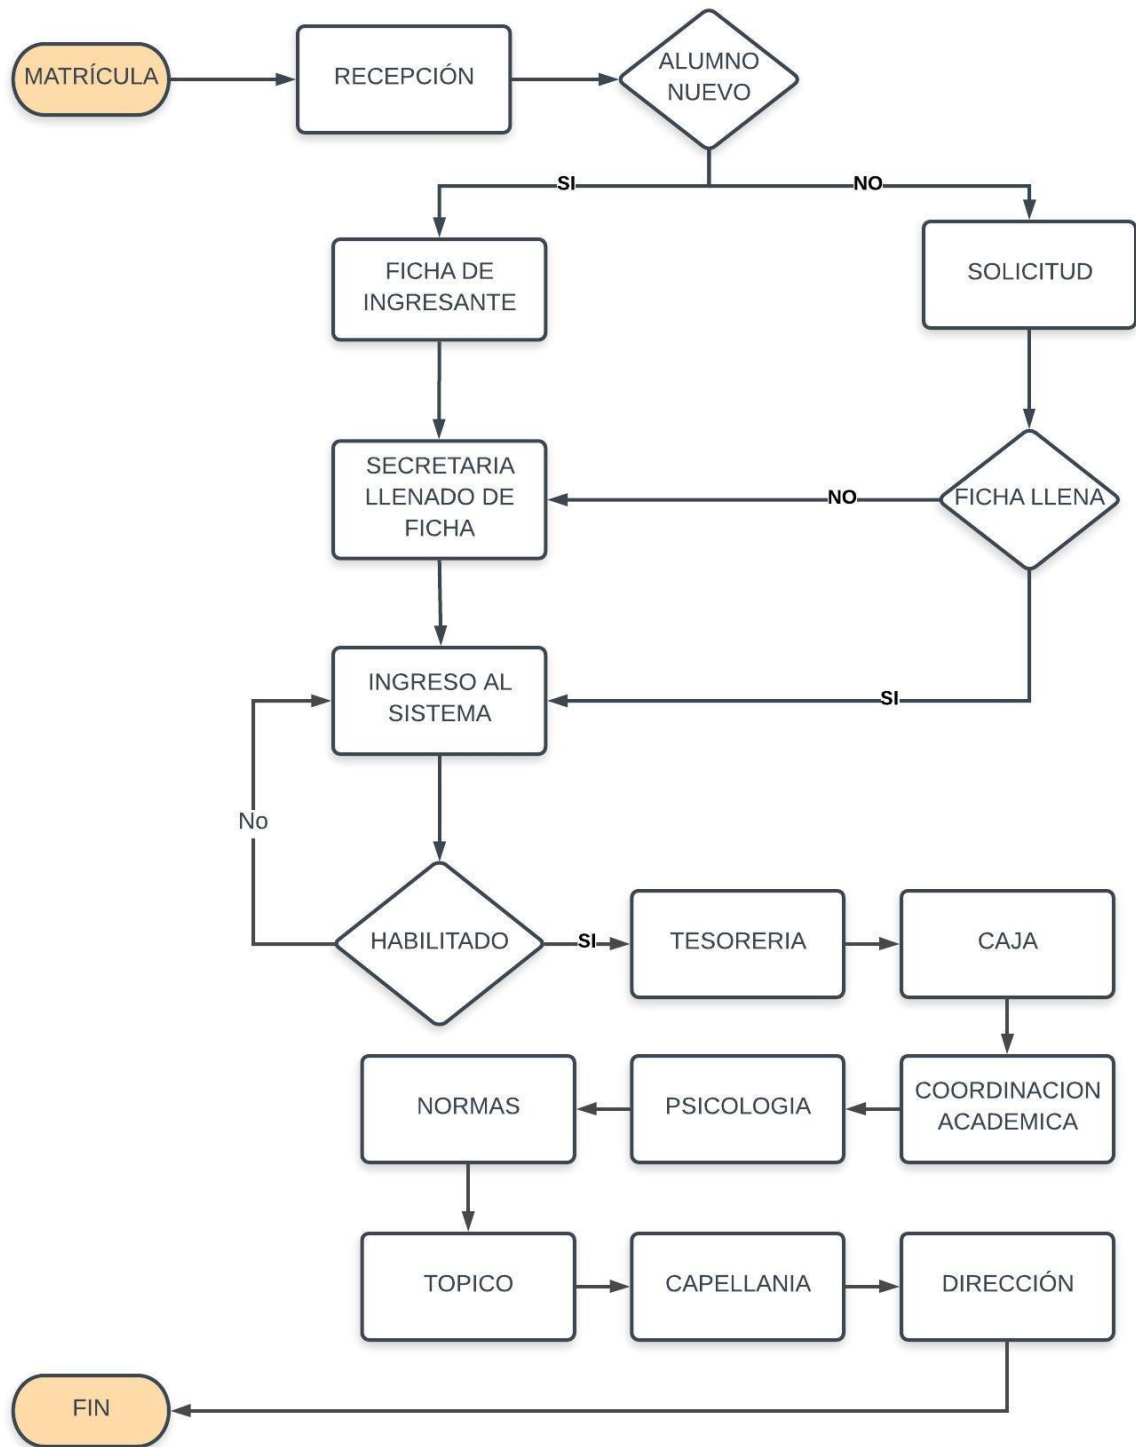 MATRÍCULA
RECEPCIÓN
ALUMNO
NUEVO
SI
NO
FICHA DE
INGRESANTE
SOLICITUD
SECRETARIA
LLENADO DE
FICHA
NO
FICHA LLENA
INGRESO AL
SISTEMA
SI
No
HABILITADO
SI
TESORERIA
CAJA
NORMAS
PSICOLOGIA
COORDINACION
ACADEMICA
TOPICO
CAPELLANIA
DIRECCIÓN
FIN